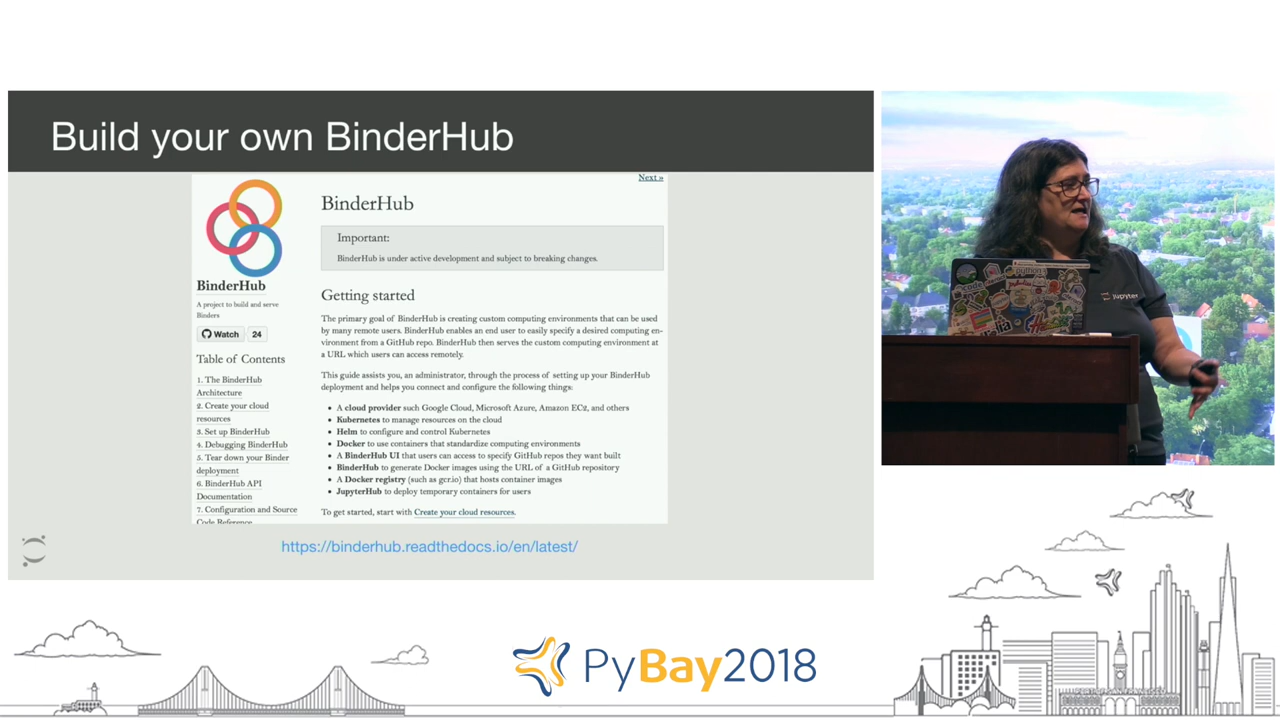 Build your own BinderHub
Next »
BinderHub
A project to build and serve
Binders
Watch 24
Table of Contents
1. The BinderHub
Architecture
2. Create your cloud
resources
3. Set up BinderHub
4. Debugging BinderHub
5. Tear down your Binder
deployment
6. BinderHub API
Documentation
7. Configuration and Source
Code Reference
BinderHub
Important:
BinderHub is under active development and subject to breaking changes.
Getting started
The primary goal of BinderHub is creating custom computing environments that can be used
by many remote users. BinderHub enables an end user to easily specify a desired computing en-
vironment from a GitHub repo. BinderHub then serves the custom computing environment at
a URL which users can access remotely.
This guide assists you, an administrator, through the process of setting up your BinderHub
deployment and helps you connect and configure the following things:
• A cloud provider such Google Cloud, Microsoft Azure, Amazon EC2, and others
• Kubernetes to manage resources on the cloud
• Helm to configure and control Kubernetes
• Docker to use containers that standardize computing environments
• A BinderHub UI that users can access to specify GitHub repos they want built
• BinderHub to generate Docker images using the URL of a GitHub repository
• A Docker registry (such as gcr.io) that hosts container images
• JupyterHub to deploy temporary containers for users
To get started, start with Create your cloud resources.
https://binderhub.readthedocs.io/en/latest/
python
jupyter
PyBay2018